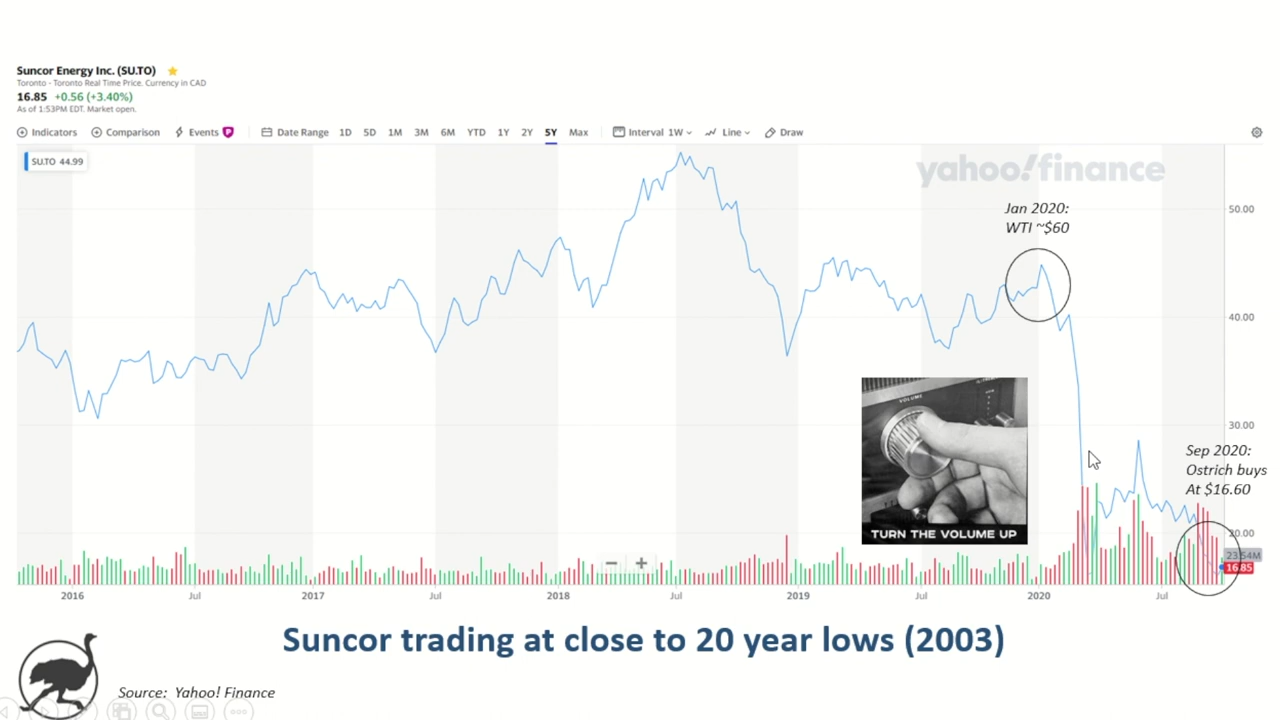 Suncor Energy Inc. (SU.TO)
Toronto - Toronto Real Time Price. Currency in CAD
16.85 +0.56 (+3.40%)
As of 1:53PM EDT. Market open.
Indicators Comparison Events Date Range 1D 5D 1M 3M 6M YTD 1Y 2Y 5Y Max Interval 1W Line Draw
SU.TO 44.99
yahoo!finance
Jan 2020:
WTI ~$60
50.00
40.00
30.00
VOLUME
TURN THE VOLUME UP
Sep 2020:
Ostrich buys
At $16.60
20.00
23.54M
16.85
2016 Jul 2017 Jul 2018 Jul 2019 Jul 2020 Jul
Suncor trading at close to 20 year lows (2003)
Source: Yahoo! Finance